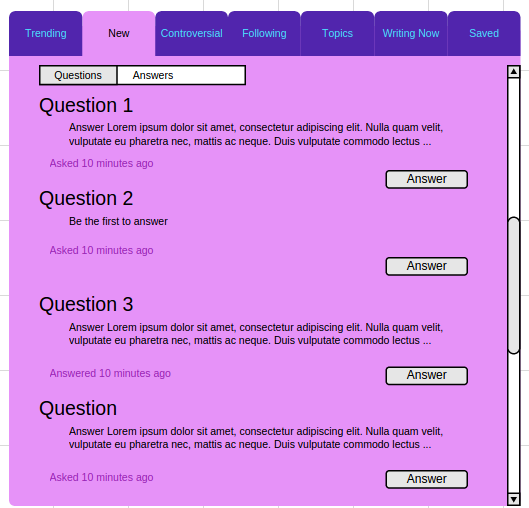 Trending New Controversial Following Topics Writing Now Saved
Questions Answers
Question 1
Answer Lorem ipsum dolor sit amet, consectetur adipiscing elit. Nulla quam velit,
vulputate eu pharetra nec, mattis ac neque. Duis vulputate commodo lectus ...
Asked 10 minutes ago
Answer
Question 2
Be the first to answer
Asked 10 minutes ago
Answer
Question 3
Answer Lorem ipsum dolor sit amet, consectetur adipiscing elit. Nulla quam velit,
vulputate eu pharetra nec, mattis ac neque. Duis vulputate commodo lectus ...
Answered 10 minutes ago
Answer
Question
Answer Lorem ipsum dolor sit amet, consectetur adipiscing elit. Nulla quam velit,
vulputate eu pharetra nec, mattis ac neque. Duis vulputate commodo lectus ...
Asked 10 minutes ago
Answer